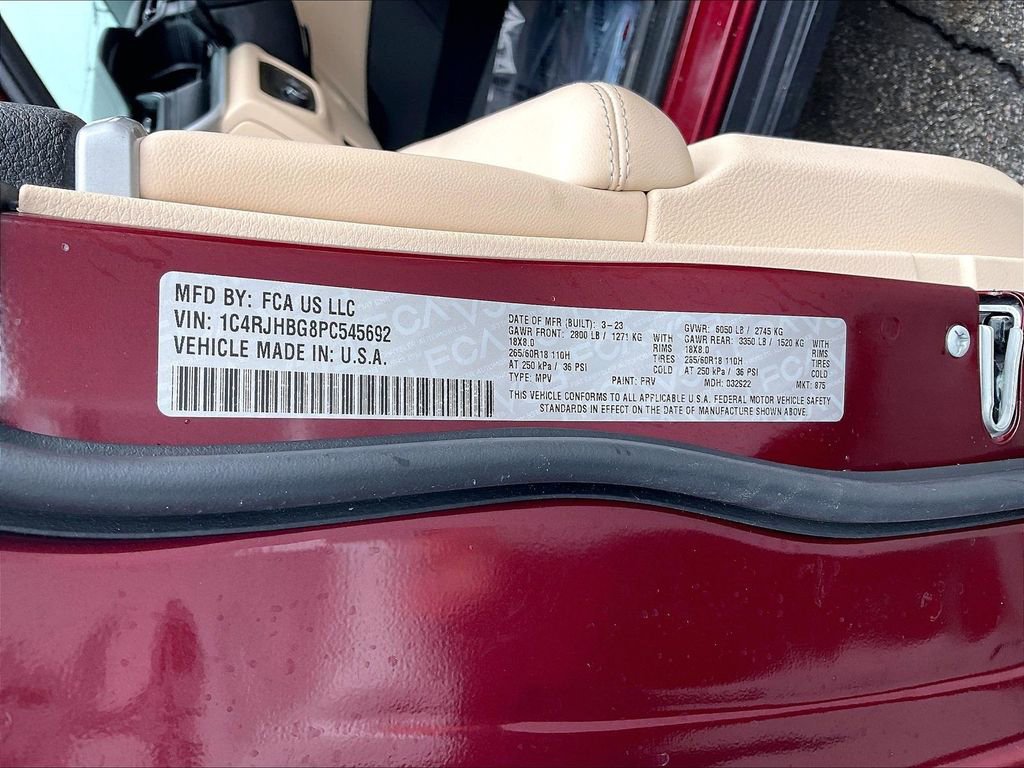 MFD BY: FCA US LLC
VIN: 1C4RJHBG8PC545692
VEHICLE MADE IN: U.S.A.
DATE OF MFR (BUILT): 3-23 GVWR: 6050 LB / 2745 KG
GAWR FRONT: 2800 LB / 1271 KG WITH GAWR REAR: 3350 LB / 1520 KG WITH
18X8.0 RIMS 18X8.0 RIMS
265/60R18 110H TIRES 265/60R18 110H TIRES
AT 250 kPa / 36 PSI COLD AT 250 kPa / 36 PSI COLD
TYPE: MPV PAINT: PRV MDH: 032522 MKT: 875
THIS VEHICLE CONFORMS TO ALL APPLICABLE U.S.A. FEDERAL MOTOR VEHICLE SAFETY
STANDARDS IN EFFECT ON THE DATE OF MANUFACTURE SHOWN ABOVE.